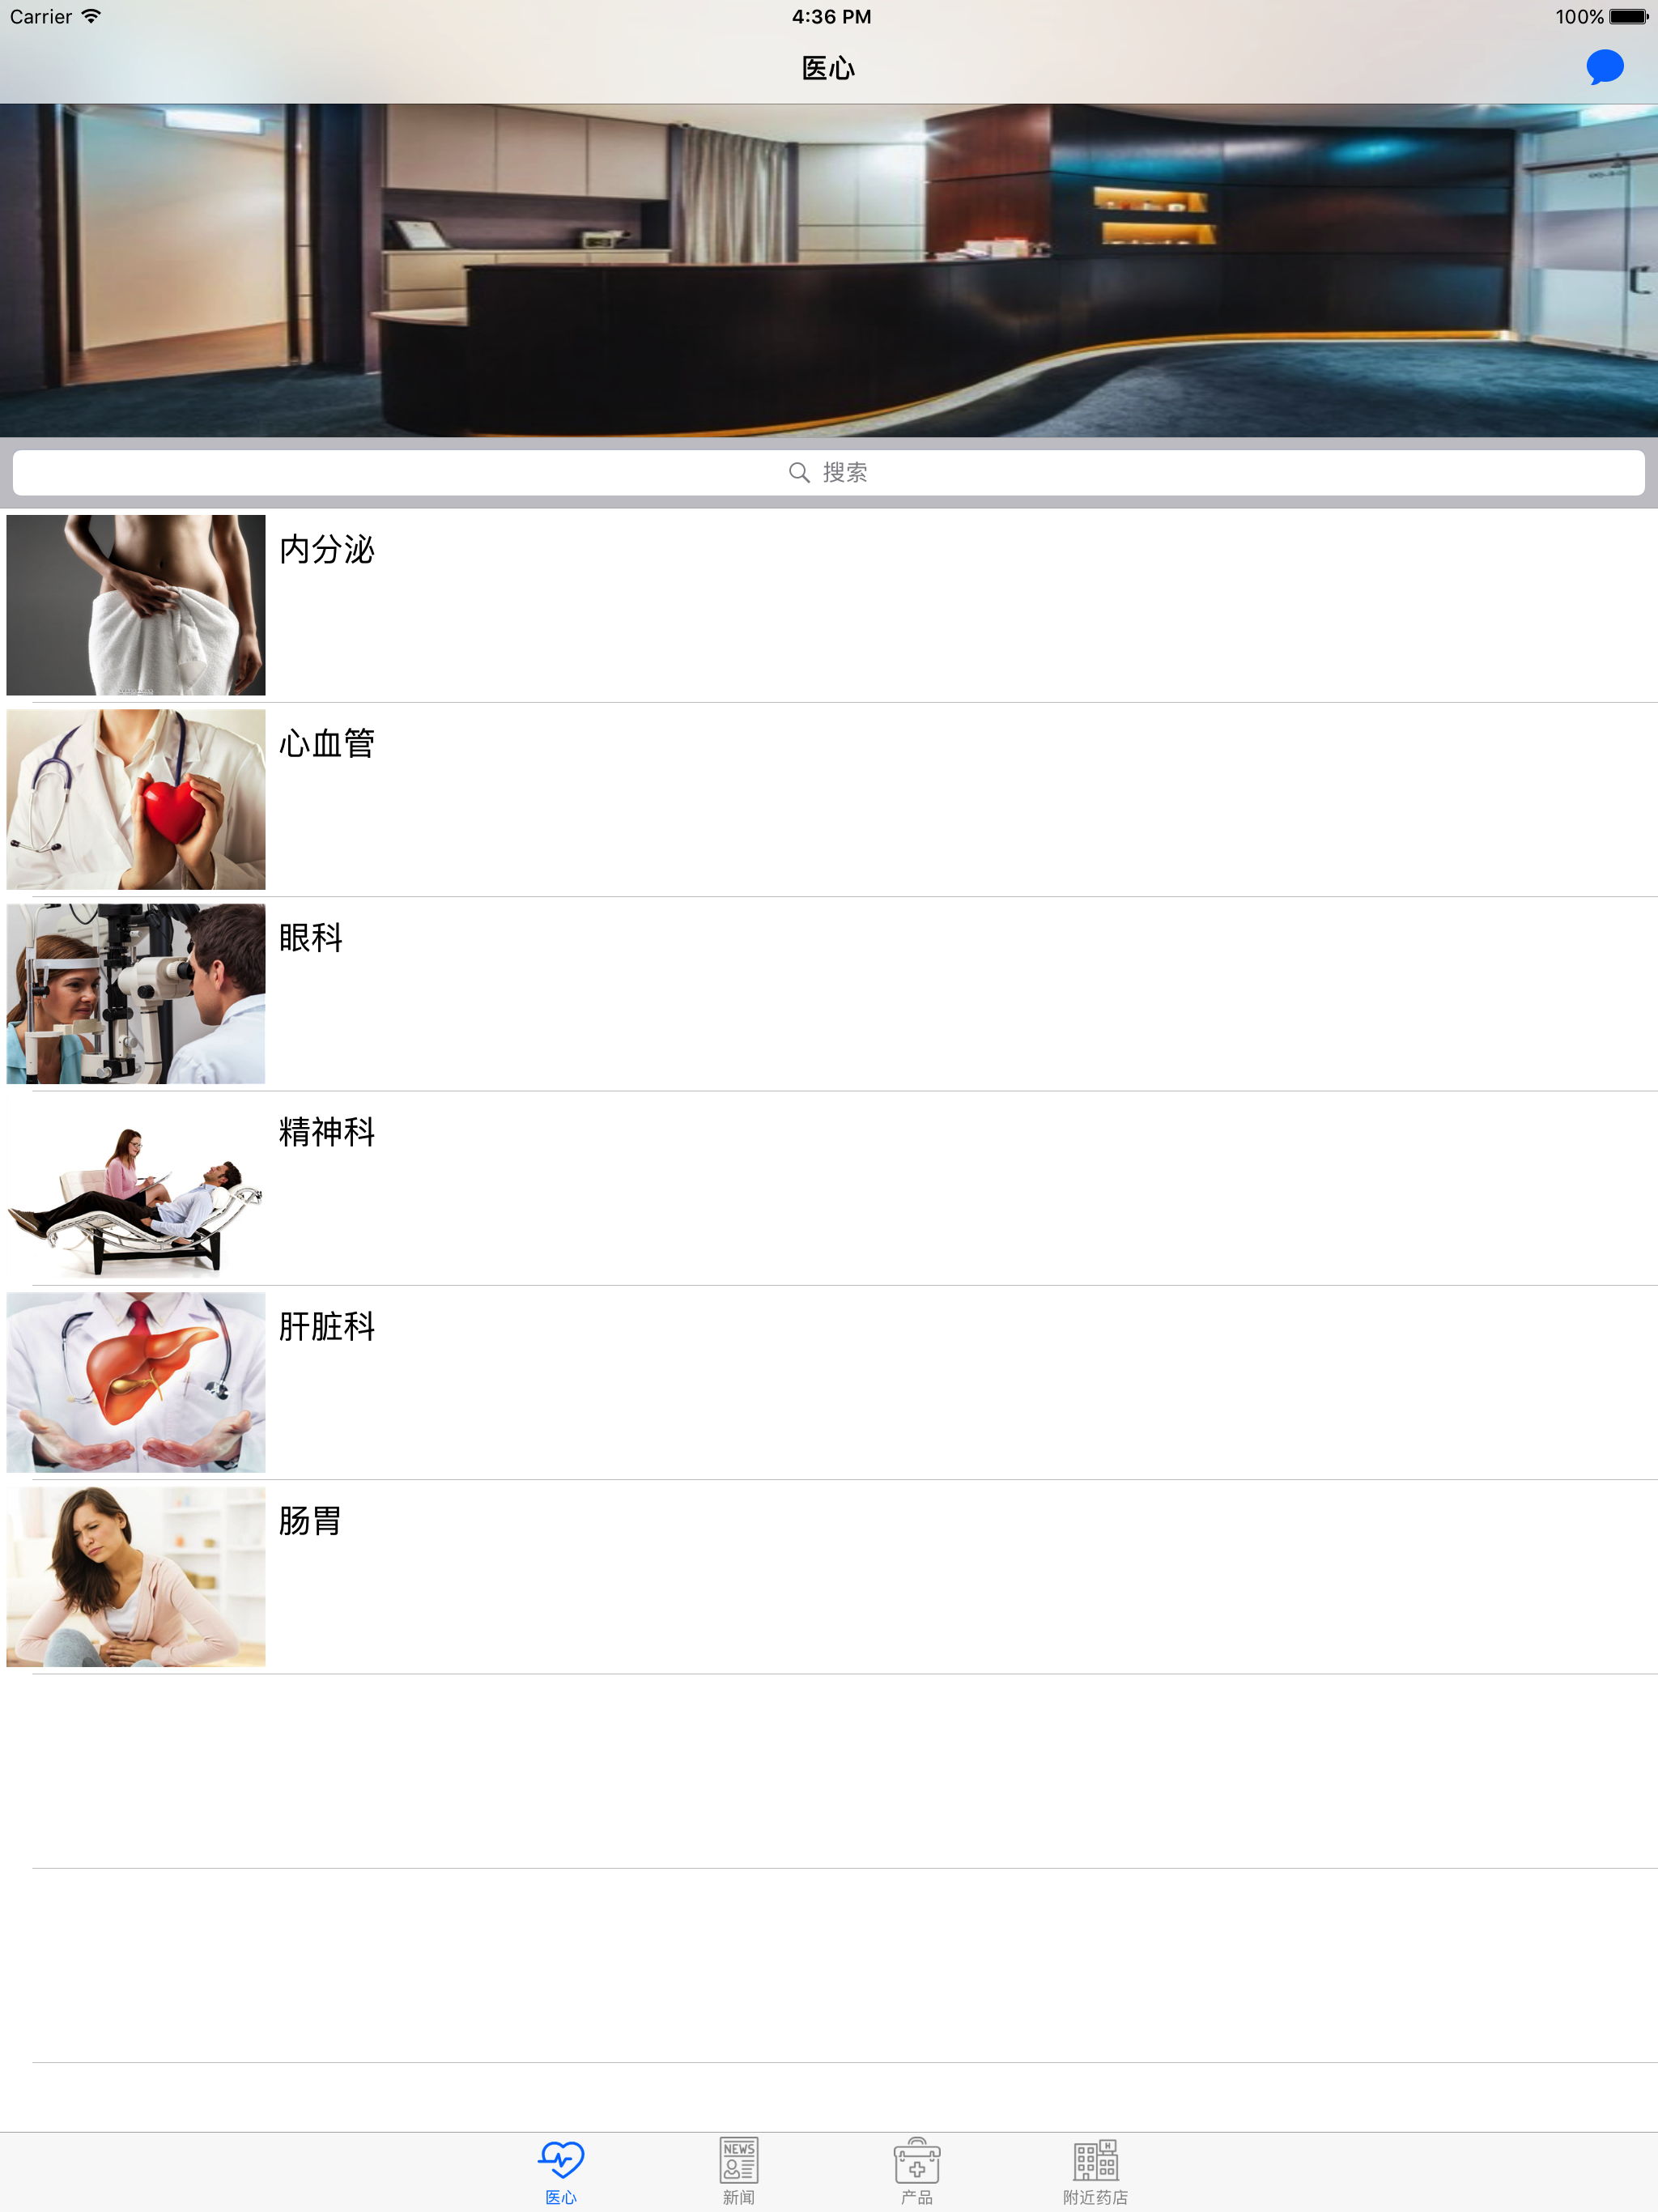 Carrier 4:36 PM 100%
医心
搜索
内分泌
心血管
眼科
精神科
肝脏科
肠胃
NEWS
H
医心 新闻 产品 附近药店